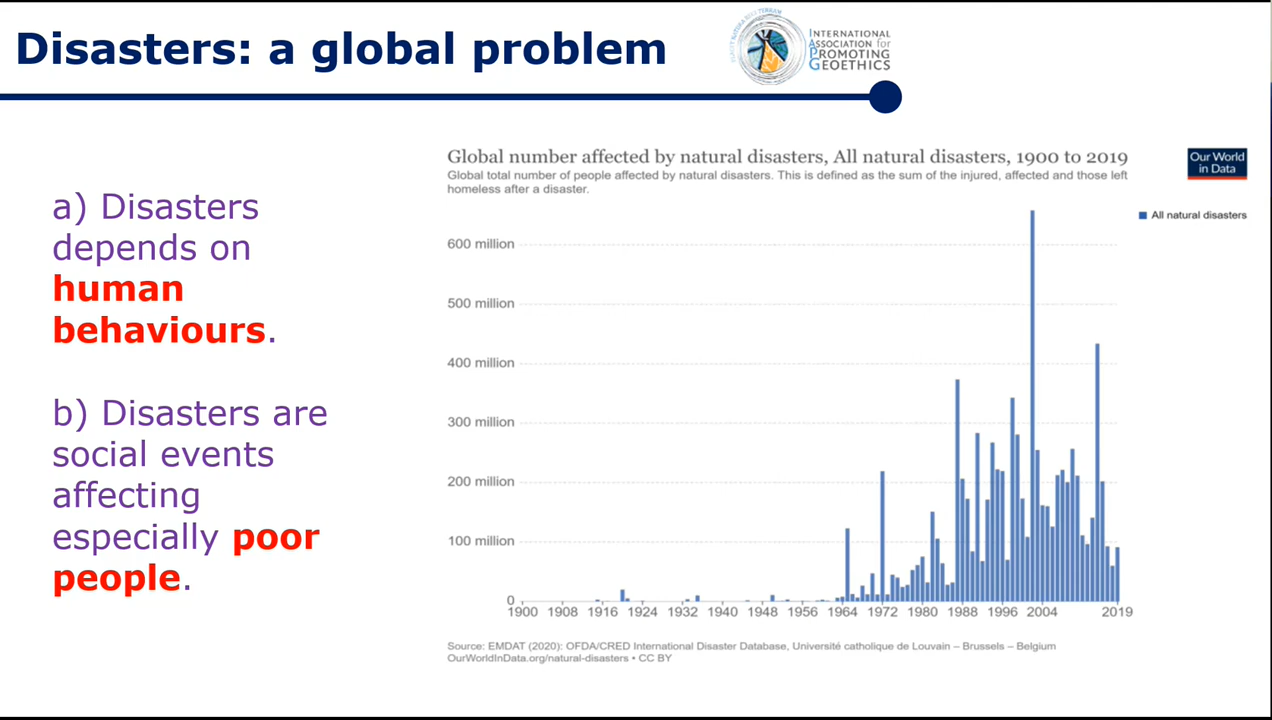 Disasters: a global problem
INTERNATIONAL
ASSOCIATION for
PROMOTING
GEOETHICS
a) Disasters
depends on
human
behaviours.
b) Disasters are
social events
affecting
especially poor
people.
Global number affected by natural disasters, All natural disasters, 1900 to 2019
Global total number of people affected by natural disasters. This is defined as the sum of the injured, affected and those left
homeless after a disaster.
Our World
in Data
All natural disasters
600 million
500 million
400 million
300 million
200 million
100 million
0
1900 1908 1916 1924 1932 1940 1948 1956 1964 1972 1980 1988 1996 2004 2019
Source: EMDAT (2020): OFDA/CRED International Disaster Database, Université catholique de Louvain – Brussels – Belgium
OurWorldInData.org/natural-disasters • CC BY